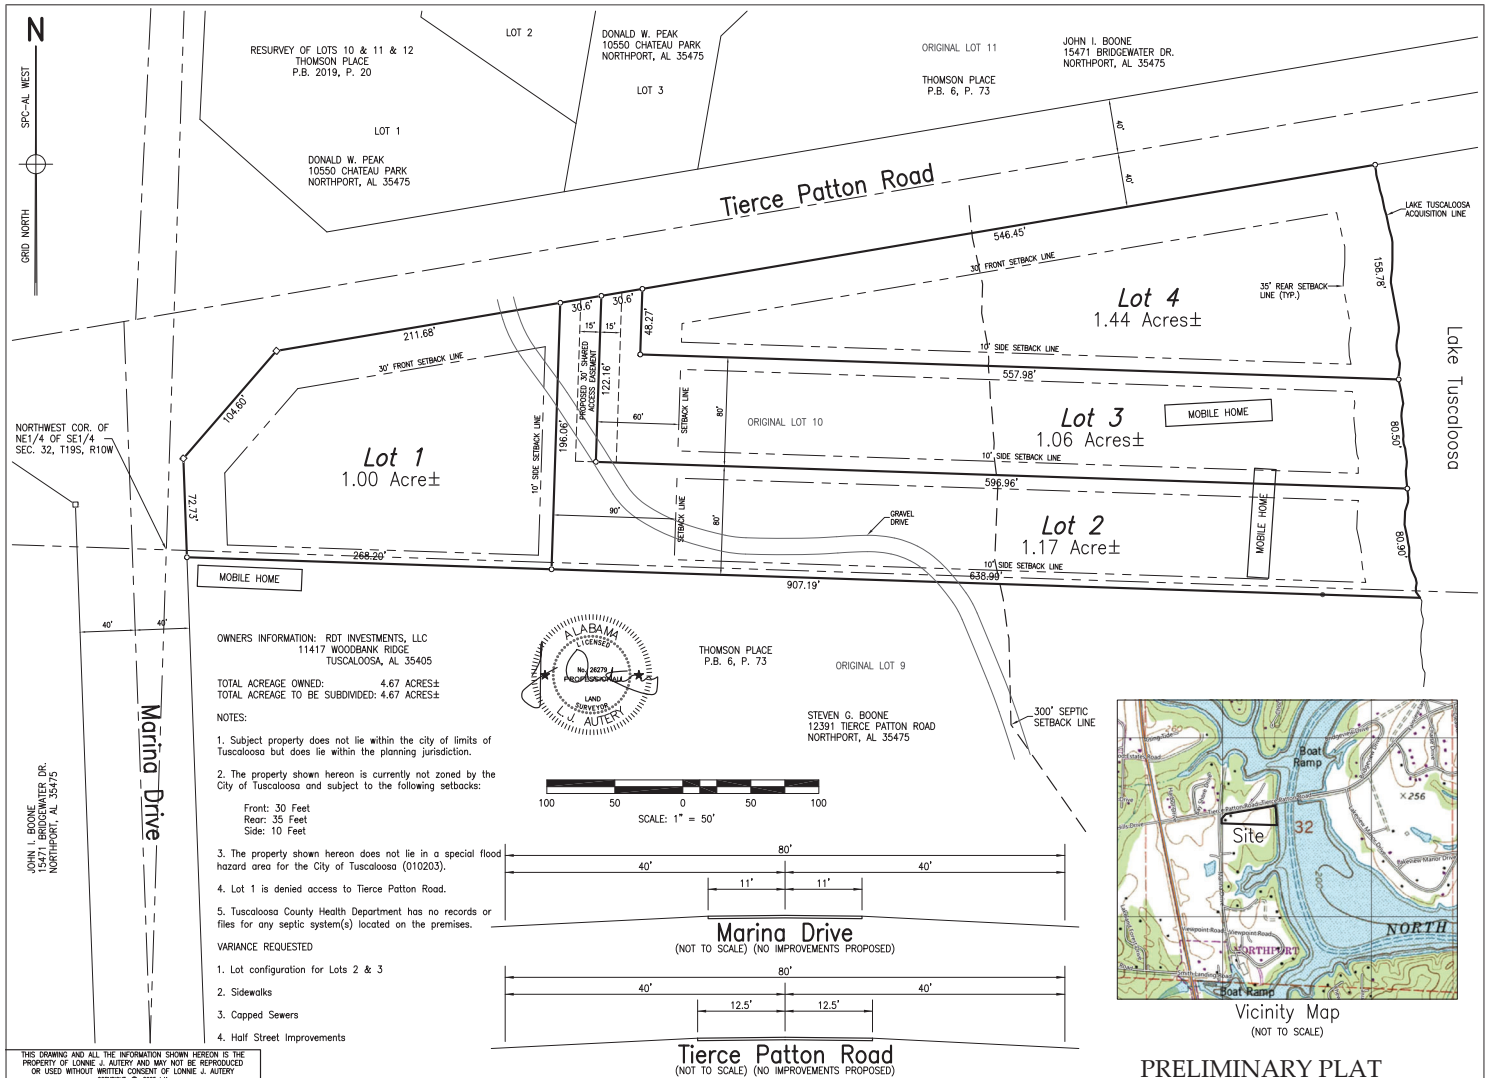 N
SPC-AL WEST
GRID NORTH
RESURVEY OF LOTS 10 & 11 & 12
THOMSON PLACE
P.B. 2019, P. 20
LOT 2
DONALD W. PEAK
10550 CHATEAU PARK
NORTHPORT, AL 35475
LOT 3
ORIGINAL LOT 11
THOMSON PLACE
P.B. 6, P. 73
JOHN I. BOONE
15471 BRIDGEWATER DR.
NORTHPORT, AL 35475
LOT 1
DONALD W. PEAK
10550 CHATEAU PARK
NORTHPORT, AL 35475
40'
40'
Tierce Patton Road
LAKE TUSCALOOSA
ACQUISITION LINE
546.45'
30' FRONT SETBACK LINE
158.78'
35' REAR SETBACK
LINE (TYP.)
Lot 4
1.44 Acres±
10' SIDE SETBACK LINE
557.98'
30.6'
30.6'
15'
15'
48.27'
PROPOSED 30' SHARED
ACCESS EASEMENT
122.16'
211.68'
30' FRONT SETBACK LINE
104.60'
Lake Tuscaloosa
NORTHWEST COR. OF
NE1/4 OF SE1/4
SEC. 32, T19S, R10W
Lot 1
1.00 Acre±
10' SIDE SETBACK LINE
196.06'
60'
SETBACK LINE
80'
ORIGINAL LOT 10
Lot 3
1.06 Acres±
MOBILE HOME
80.50'
10' SIDE SETBACK LINE
596.96'
72.73'
90'
SETBACK LINE
80'
GRAVEL
DRIVE
Lot 2
1.17 Acre±
MOBILE HOME
80.90'
10' SIDE SETBACK LINE
638.99'
268.20'
907.19'
MOBILE HOME
40'
40'
Marina Drive
JOHN I. BOONE
15471 BRIDGEWATER DR.
NORTHPORT, AL 35475
OWNERS INFORMATION: RDT INVESTMENTS, LLC
11417 WOODBANK RIDGE
TUSCALOOSA, AL 35405
TOTAL ACREAGE OWNED: 4.67 ACRES±
TOTAL ACREAGE TO BE SUBDIVIDED: 4.67 ACRES±
NOTES:
1. Subject property does not lie within the city of limits of
Tuscaloosa but does lie within the planning jurisdiction.
2. The property shown hereon is currently not zoned by the
City of Tuscaloosa and subject to the following setbacks:
Front: 30 Feet
Rear: 35 Feet
Side: 10 Feet
3. The property shown hereon does not lie in a special flood
hazard area for the City of Tuscaloosa (010203).
4. Lot 1 is denied access to Tierce Patton Road.
5. Tuscaloosa County Health Department has no records or
files for any septic system(s) located on the premises.
VARIANCE REQUESTED
1. Lot configuration for Lots 2 & 3
2. Sidewalks
3. Capped Sewers
4. Half Street Improvements
ALABAMA
LICENSED
No. 26279
PROFESSIONAL
LAND
SURVEYOR
L.J. AUTERY
THOMSON PLACE
P.B. 6, P. 73
ORIGINAL LOT 9
STEVEN G. BOONE
12391 TIERCE PATTON ROAD
NORTHPORT, AL 35475
300' SEPTIC
SETBACK LINE
100 50 0 50 100
SCALE: 1" = 50'
80'
40' 40'
11' 11'
Marina Drive
(NOT TO SCALE) (NO IMPROVEMENTS PROPOSED)
80'
40' 40'
12.5' 12.5'
Tierce Patton Road
(NOT TO SCALE) (NO IMPROVEMENTS PROPOSED)
Boat
Ramp
×256
Tierce Patton Road
Site
32
200
Lakeview Manor Drive
NORTH
Viewpoint Road
NORTHPORT
Smith Landing Road
Boat Ramp
Vicinity Map
(NOT TO SCALE)
PRELIMINARY PLAT
THIS DRAWING AND ALL THE INFORMATION SHOWN HEREON IS THE
PROPERTY OF LONNIE J. AUTERY AND MAY NOT BE REPRODUCED
OR USED WITHOUT WRITTEN CONSENT OF LONNIE J. AUTERY